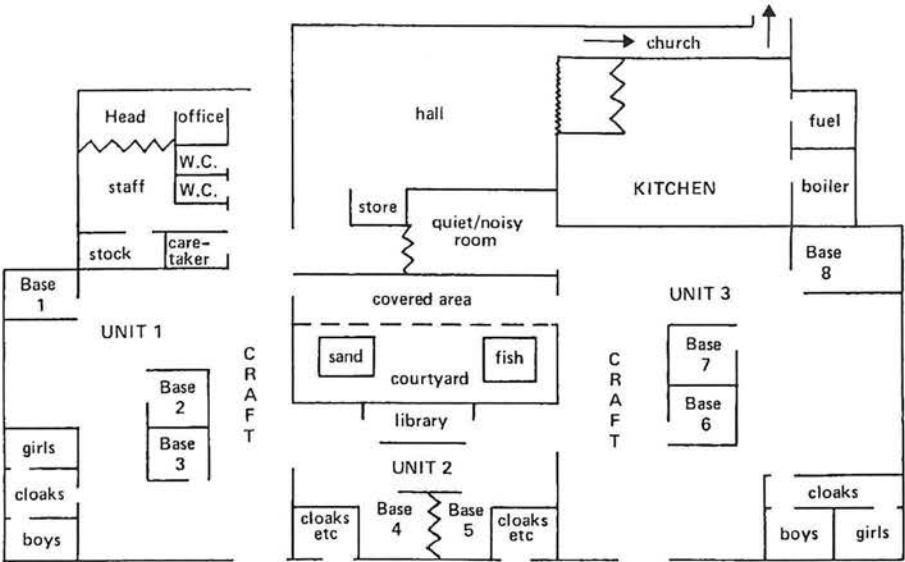 church
Head
office
hall
fuel
W.C.
staff
W.C.
KITCHEN
boiler
store
quiet/noisy
room
stock
care-
taker
Base
8
Base
1
covered area
UNIT 3
UNIT 1
CRAFT
sand
fish
courtyard
CRAFT
Base
7
Base
2
Base
6
library
girls
Base
3
UNIT 2
cloaks
cloaks
etc
Base
4
Base
5
cloaks
etc
cloaks
boys
boys
girls